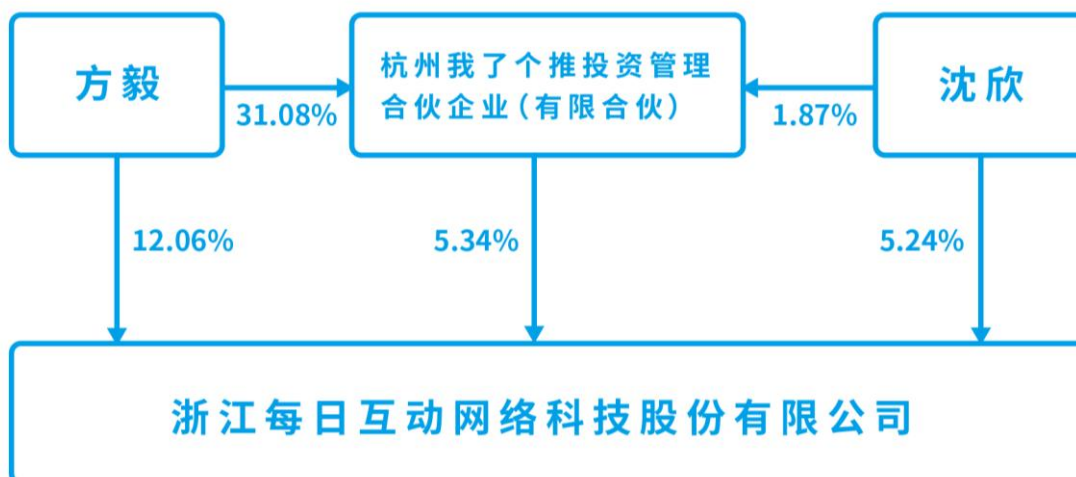 方毅
杭州我了个推投资管理
合伙企业（有限合伙）
沈欣
31.08%
1.87%
12.06%
5.34%
5.24%
浙江每日互动网络科技股份有限公司